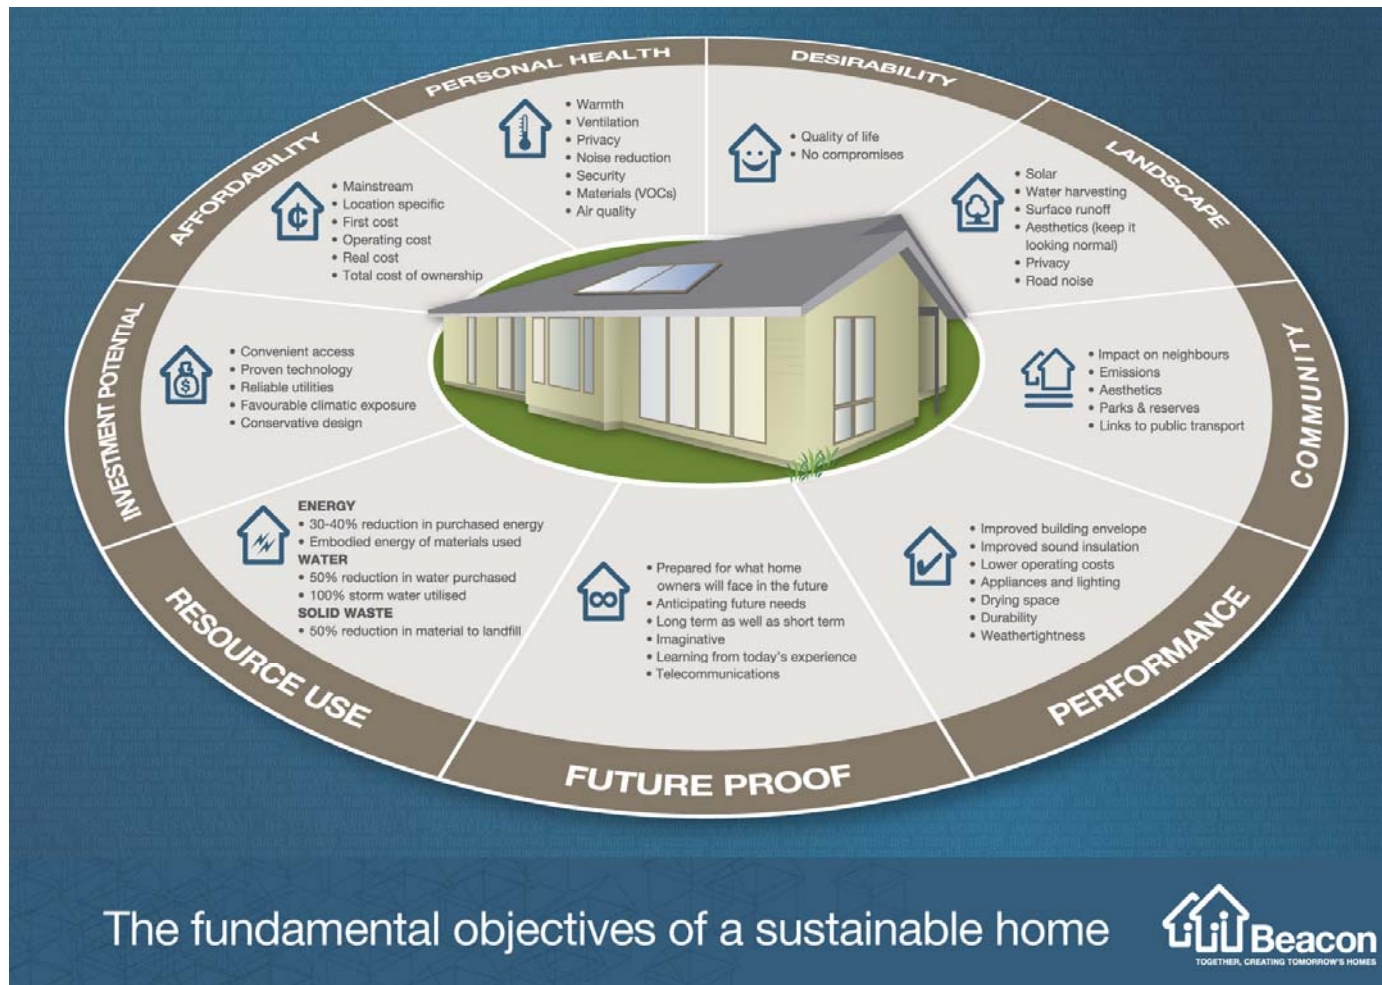 PERSONAL HEALTH
• Warmth
• Ventilation
• Privacy
• Noise reduction
• Security
• Materials (VOCs)
• Air quality
DESIRABILITY
• Quality of life
• No compromises
LANDSCAPE
• Solar
• Water harvesting
• Surface runoff
• Aesthetics (keep it
looking normal)
• Privacy
• Road noise
COMMUNITY
• Impact on neighbours
• Emissions
• Aesthetics
• Parks & reserves
• Links to public transport
PERFORMANCE
• Improved building envelope
• Improved sound insulation
• Lower operating costs
• Appliances and lighting
• Drying space
• Durability
• Weathertightness
FUTURE PROOF
• Prepared for what home
owners will face in the future
• Anticipating future needs
• Long term as well as short term
• Imaginative
• Learning from today's experience
• Telecommunications
RESOURCE USE
ENERGY
• 30-40% reduction in purchased energy
• Embodied energy of materials used
WATER
• 50% reduction in water purchased
• 100% storm water utilised
SOLID WASTE
• 50% reduction in material to landfill
INVESTMENT POTENTIAL
• Convenient access
• Proven technology
• Reliable utilities
• Favourable climatic exposure
• Conservative design
AFFORDABILITY
¢
• Mainstream
• Location specific
• First cost
• Operating cost
• Real cost
• Total cost of ownership
$
The fundamental objectives of a sustainable home
Beacon
TOGETHER, CREATING TOMORROW'S HOMES